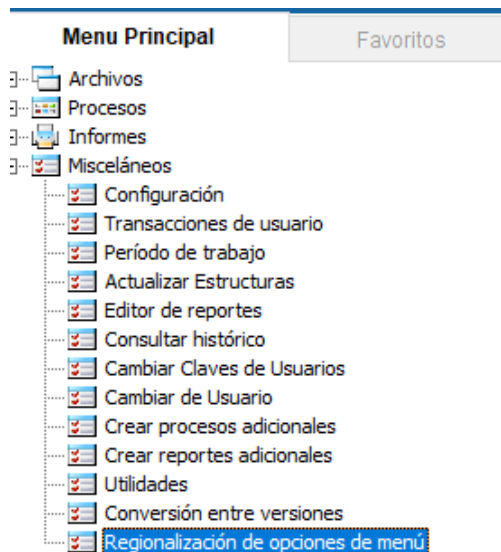 Menu Principal
Favoritos
Archivos
Procesos
Informes
Misceláneos
Configuración
Transacciones de usuario
Período de trabajo
Actualizar Estructuras
Editor de reportes
Consultar histórico
Cambiar Claves de Usuarios
Cambiar de Usuario
Crear procesos adicionales
Crear reportes adicionales
Utilidades
Conversión entre versiones
Regionalización de opciones de menú